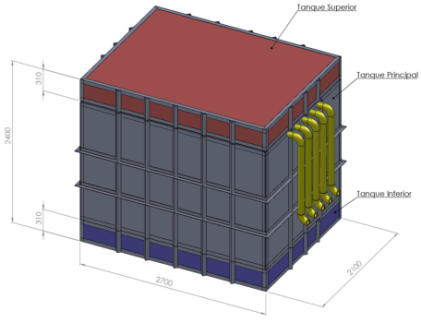 Tanque Superior
Tanque Principal
310
2400
Tanque Inferior
310
2700
2100